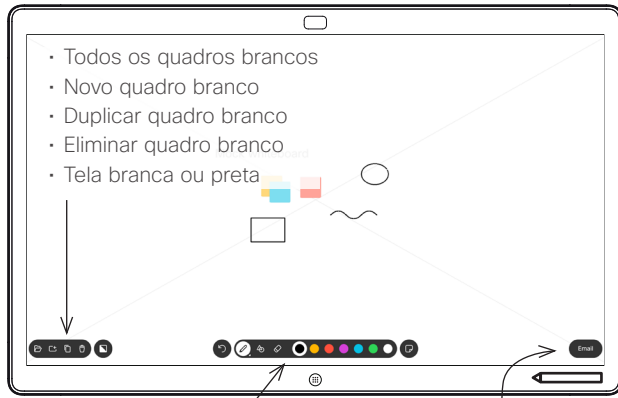 • Todos os quadros brancos
• Novo quadro branco
• Duplicar quadro branco
• Eliminar quadro branco
• Tela branca ou preta
Email